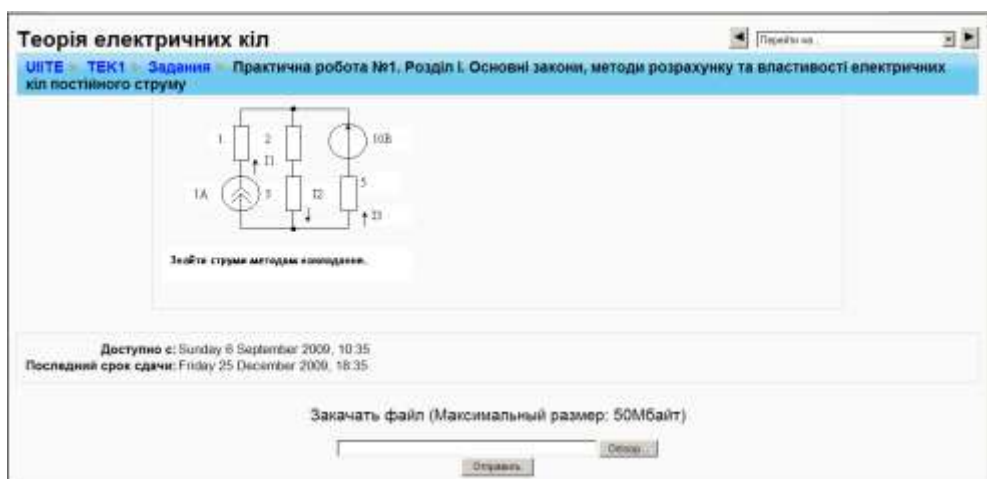 Теорія електричних кіл
Перейти на...
UIITE ► TEK1 ► Задания ► Практична робота №1. Розділ I. Основні закони, методи розрахунку та властивості електричних
кіл постійного струму
1 2 10В
I1
1А 3 I2 5
I3
Знайти струми методом накладання.
Доступно с: Sunday 6 September 2009, 10:35
Последний срок сдачи: Friday 25 December 2009, 18:35
Закачать файл (Максимальный размер: 50Мбайт)
Обзор...
Отправить